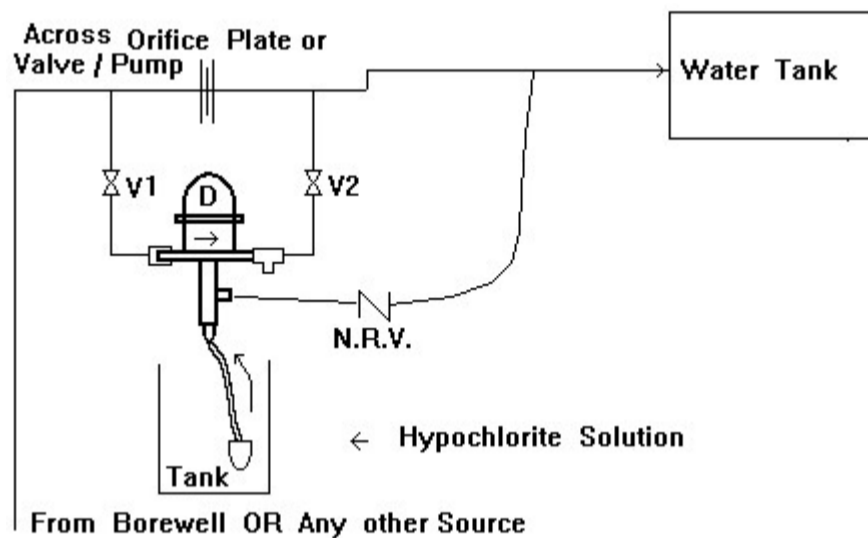 Across Orifice Plate or
Valve / Pump
Water Tank
V1
D
V2
N.R.V.
Hypochlorite Solution
Tank
From Borewell OR Any other Source